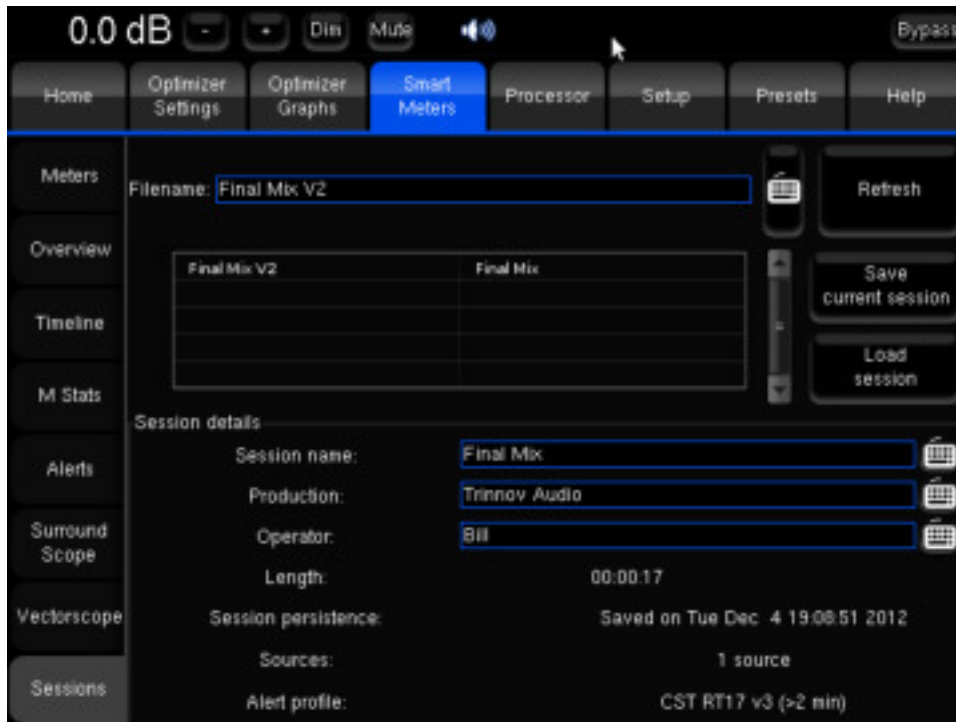 0.0 dB - + Dim Mute Bypass
Home Optimizer Settings Optimizer Graphs Smart Meters Processor Setup Presets Help
Meters
Filename: Final Mix V2
Refresh
Overview
Final Mix V2 Final Mix
Save current session
Timeline
Load session
M Stats
Session details
Session name: Final Mix
Alerts
Production: Trinnov Audio
Operator: Bill
Surround Scope
Length: 00:00:17
Vectorscope
Session persistence: Saved on Tue Dec 4 19:08:51 2012
Sources: 1 source
Sessions
Alert profile: CST RT17 v3 (>2 min)